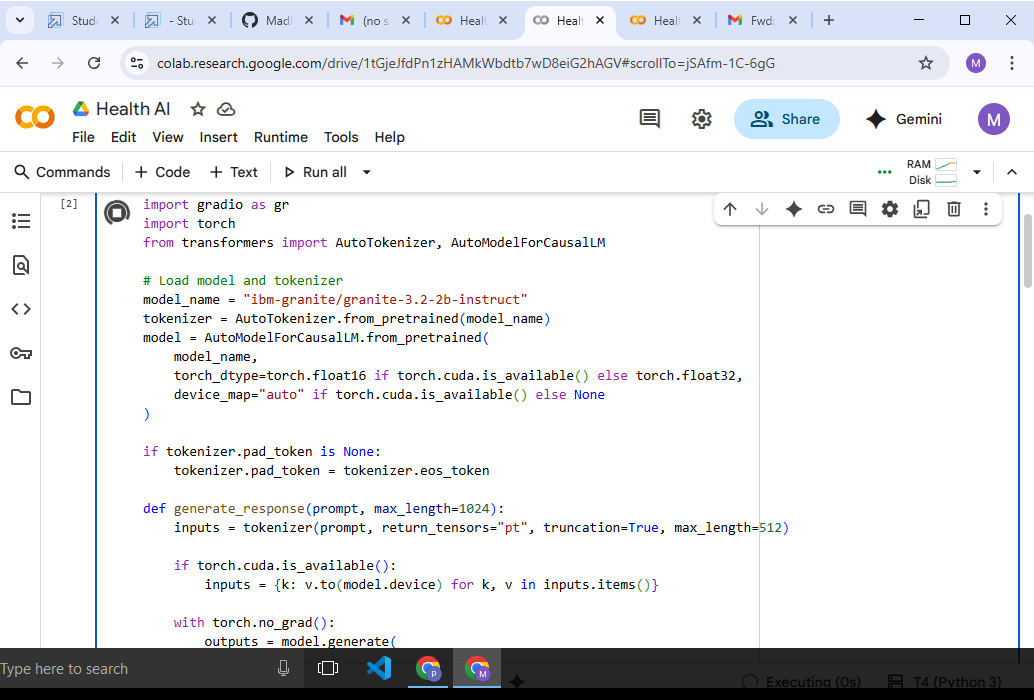 Stude
- Stu
Madl
(no s
Healt
Healt
Healt
Fwd:
colab.research.google.com/drive/1tGjeJfdPn1zHAMkWbdtb7wD8eiG2hAGV#scrollTo=jSAfm-1C-6gG
M
CO
Health AI
File Edit View Insert Runtime Tools Help
Share
Gemini
M
Commands
+ Code
+ Text
Run all
RAM
Disk
[2]
import gradio as gr
import torch
from transformers import AutoTokenizer, AutoModelForCausalLM
# Load model and tokenizer
model_name = "ibm-granite/granite-3.2-2b-instruct"
tokenizer = AutoTokenizer.from_pretrained(model_name)
model = AutoModelForCausalLM.from_pretrained(
    model_name,
    torch_dtype=torch.float16 if torch.cuda.is_available() else torch.float32,
    device_map="auto" if torch.cuda.is_available() else None
)
if tokenizer.pad_token is None:
    tokenizer.pad_token = tokenizer.eos_token
def generate_response(prompt, max_length=1024):
    inputs = tokenizer(prompt, return_tensors="pt", truncation=True, max_length=512)
    if torch.cuda.is_available():
        inputs = {k: v.to(model.device) for k, v in inputs.items()}
    with torch.no_grad():
        outputs = model.generate(
Type here to search
P
M
Executing (0s)
T4 (Python 3)